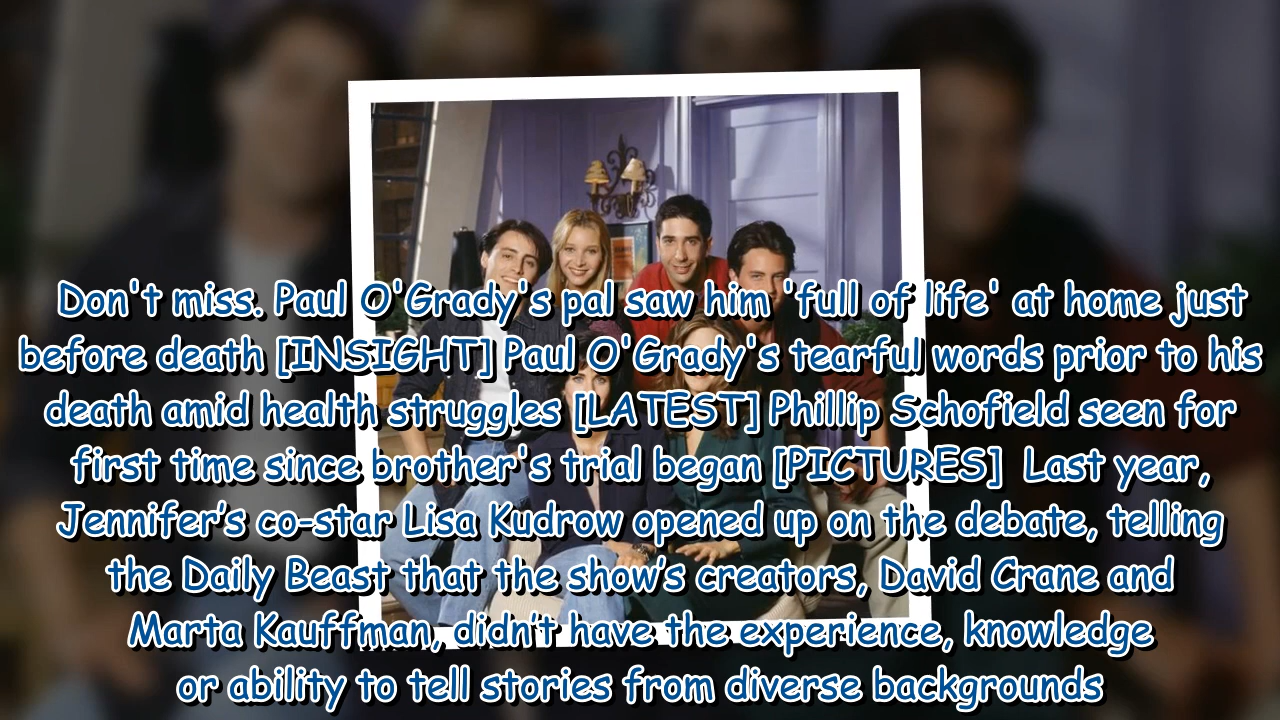 Don't miss. Paul O'Grady's pal saw him 'full of life' at home just
before death [INSIGHT] Paul O'Grady's tearful words prior to his
death amid health struggles [LATEST] Phillip Schofield seen for
first time since brother's trial began [PICTURES]  Last year,
Jennifer’s co-star Lisa Kudrow opened up on the debate, telling
the Daily Beast that the show’s creators, David Crane and
Marta Kauffman, didn’t have the experience, knowledge
or ability to tell stories from diverse backgrounds